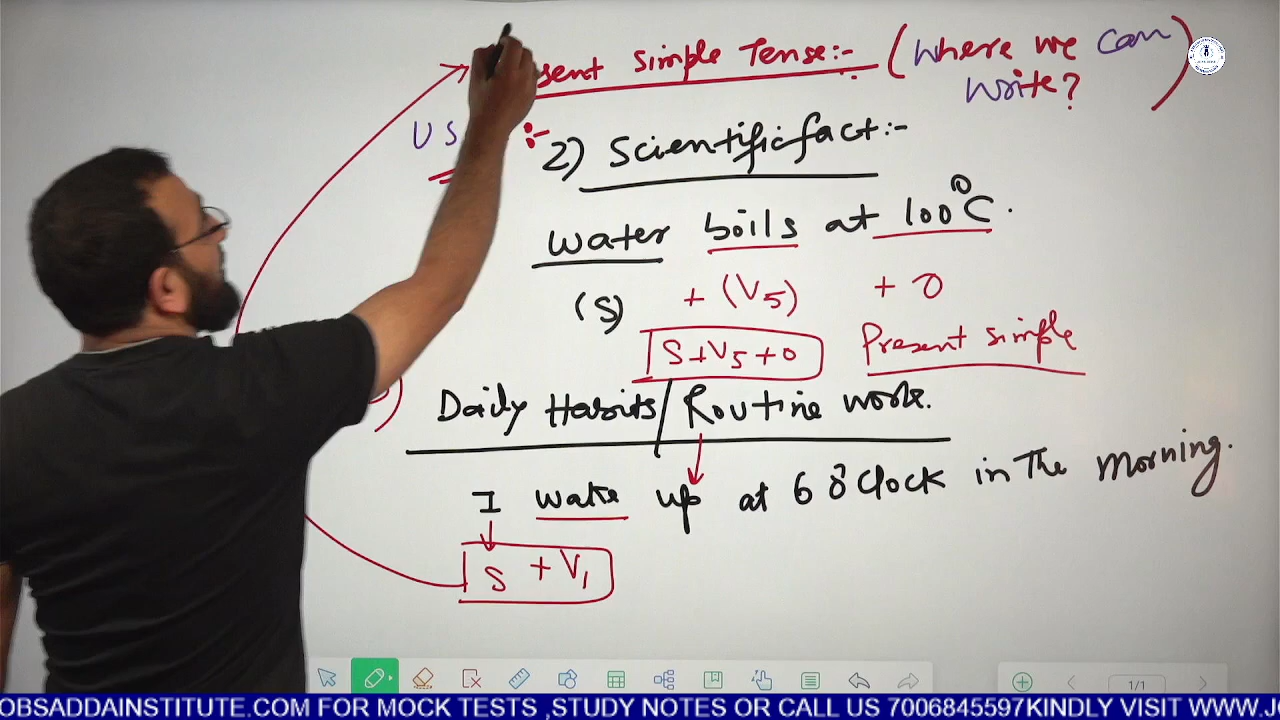 sent simple Tense:- (where we can
write?
US :-
2) Scientific fact:-
water boils at 100°C.
(S) + (V5) + O
S+V5+O Present simple
)
Daily Habits/Routine work.
I wake up at 6 o'clock in the morning.
S + V1
1/1
OBSADDAINSTITUTE.COM FOR MOCK TESTS ,STUDY NOTES OR CALL US 7006845597KINDLY VISIT WWW.J